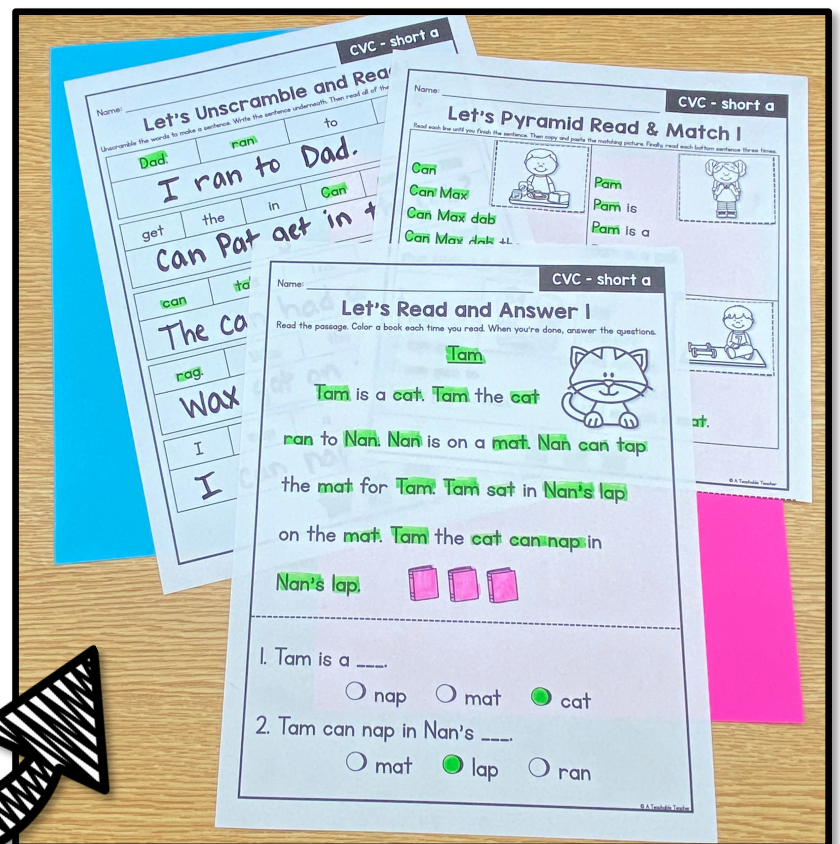 CVC - short a
Name:
Let's Unscramble and
Unscramble the words to make a sentence. Write the sentence underneath. Then read all of the
Dad. ran to
I ran to Dad.
get the in Can
Can Pat get in
can
The
rag.
Wax
I
I
CVC - short a
Name:
Let's Pyramid Read & Match 1
Read each line until you finish the sentence. Then copy and paste the matching picture. Finally, read each bottom sentence three times.
Can
Can Max
Can Max dab
Can Max dab
Pam
Pam is
Pam is a
© A Teachable Teacher
CVC - short a
Name:
Let's Read and Answer 1
Read the passage. Color a book each time you read. When you're done, answer the questions.
Tam
Tam is a cat. Tam the cat
ran to Nan. Nan is on a mat. Nan can tap
the mat for Tam. Tam sat in Nan's lap
on the mat. Tam the cat can nap in
Nan's lap.
1. Tam is a ___.
nap mat cat
2. Tam can nap in Nan's ___.
mat lap ran
© A Teachable Teacher